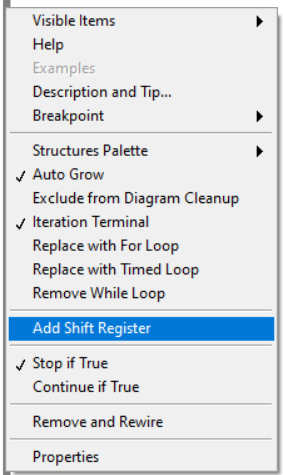 Visible Items
Help
Examples
Description and Tip...
Breakpoint
Structures Palette
Auto Grow
Exclude from Diagram Cleanup
Iteration Terminal
Replace with For Loop
Replace with Timed Loop
Remove While Loop
Add Shift Register
Stop if True
Continue if True
Remove and Rewire
Properties